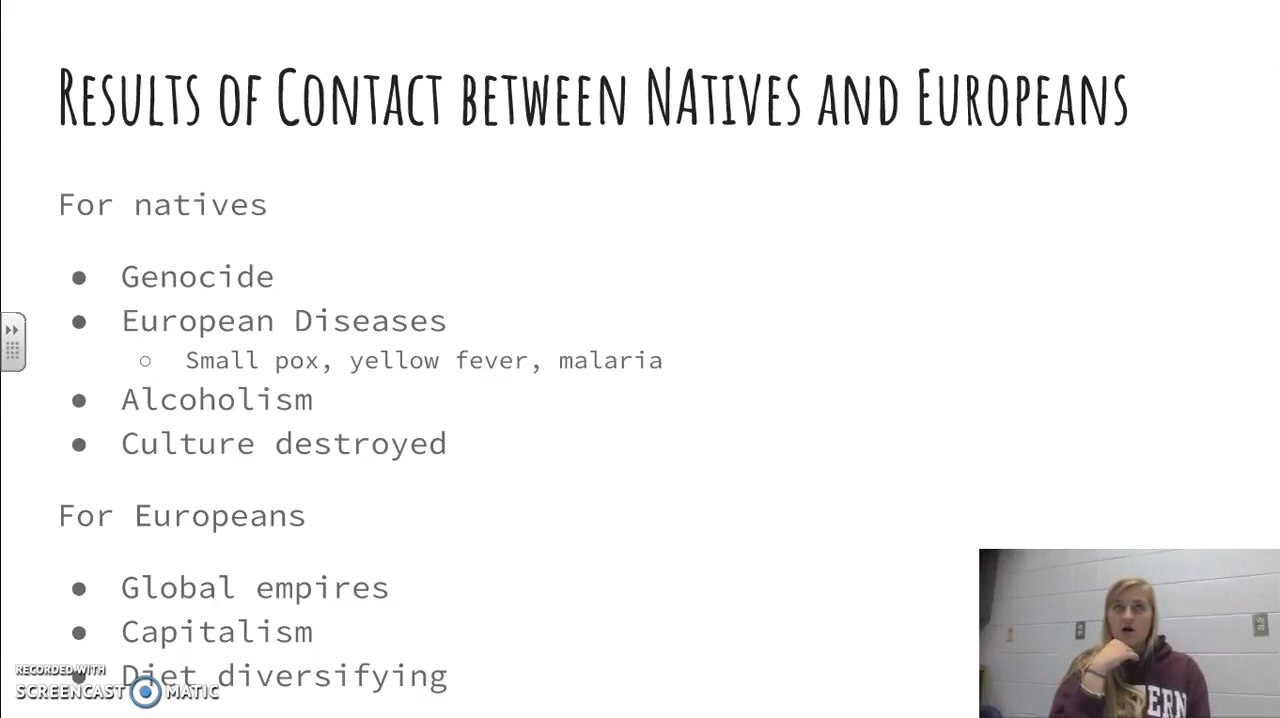 Results of Contact between NAtives and Europeans
For natives
● Genocide
● European Diseases
○ Small pox, yellow fever, malaria
● Alcoholism
● Culture destroyed
For Europeans
● Global empires
● Capitalism
● Diet diversifying
RECORDED WITH
SCREENCAST MATIC
ERN